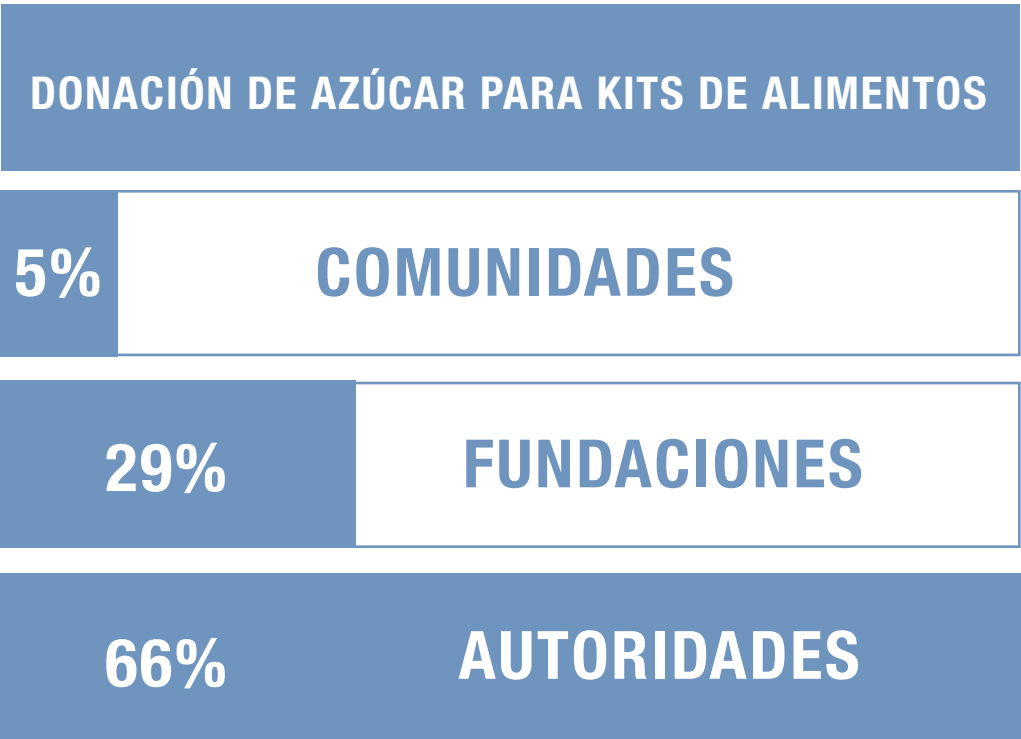 DONACIÓN DE AZÚCAR PARA KITS DE ALIMENTOS
5% COMUNIDADES
29% FUNDACIONES
66% AUTORIDADES